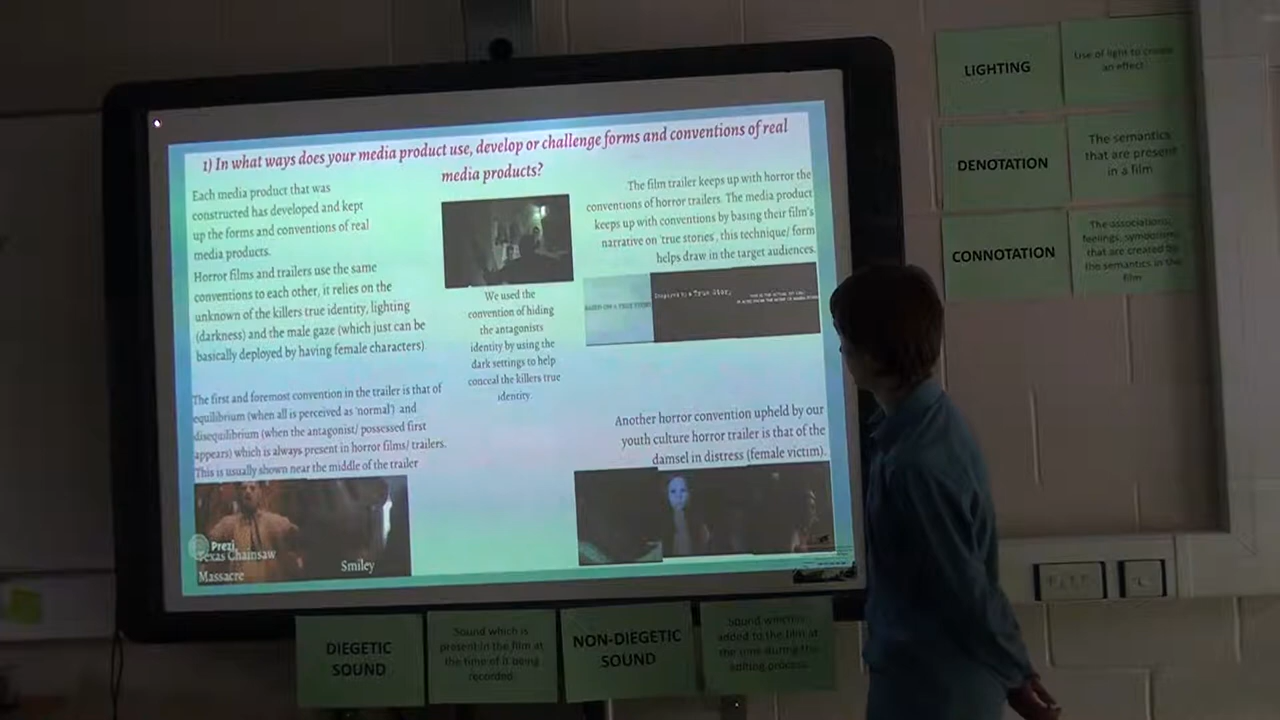 1) In what ways does your media product use, develop or challenge forms and conventions of real
media products?
Each media product that was
constructed has developed and kept
up the forms and conventions of real
media products.
Horror films and trailers use the same
conventions to each other, it relies on the
unknown of the killers true identity, lighting
(darkness) and the male gaze (which just can be
basically deployed by having female characters)
The first and foremost convention in the trailer is that of
equilibrium (when all is perceived as 'normal') and
disequilibrium (when the antagonist/ possessed first
appears) which is always present in horror films/ trailers.
This is usually shown near the middle of the trailer
Prezi
Texas Chainsaw
Massacre
Smiley
We used the
convention of hiding
the antagonists
identity by using the
dark settings to help
conceal the killers true
identity.
The film trailer keeps up with horror the
conventions of horror trailers. The media product
keeps up with conventions by basing their film's
narrative on 'true stories', this technique/ form
helps draw in the target audiences.
BASED ON A TRUE STORY
Inspired by a True Story
Another horror convention upheld by our
youth culture horror trailer is that of the
damsel in distress (female victim).
LIGHTING
Use of light to create
an effect
DENOTATION
The semantics
that are present
in a film
CONNOTATION
The associations,
feelings, symbolism
that are created by
the semantics in the
film
DIEGETIC
SOUND
Sound which is
present in the film at
the time of it being
recorded.
NON-DIEGETIC
SOUND
Sound which is
added to the film at
the time during the
editing process.